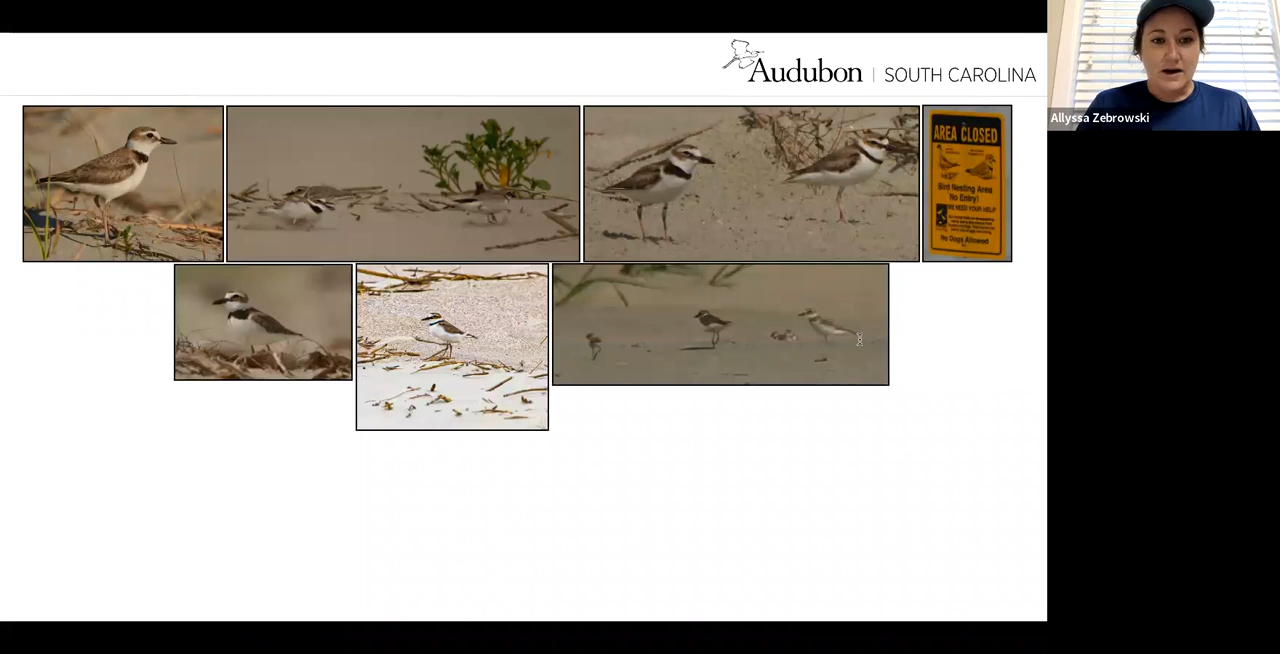 Audubon | SOUTH CAROLINA
Allyssa Zebrowski
AREA CLOSED
Bird Nesting Area
No Entry!
WE NEED YOUR HELP
No Dogs Allowed